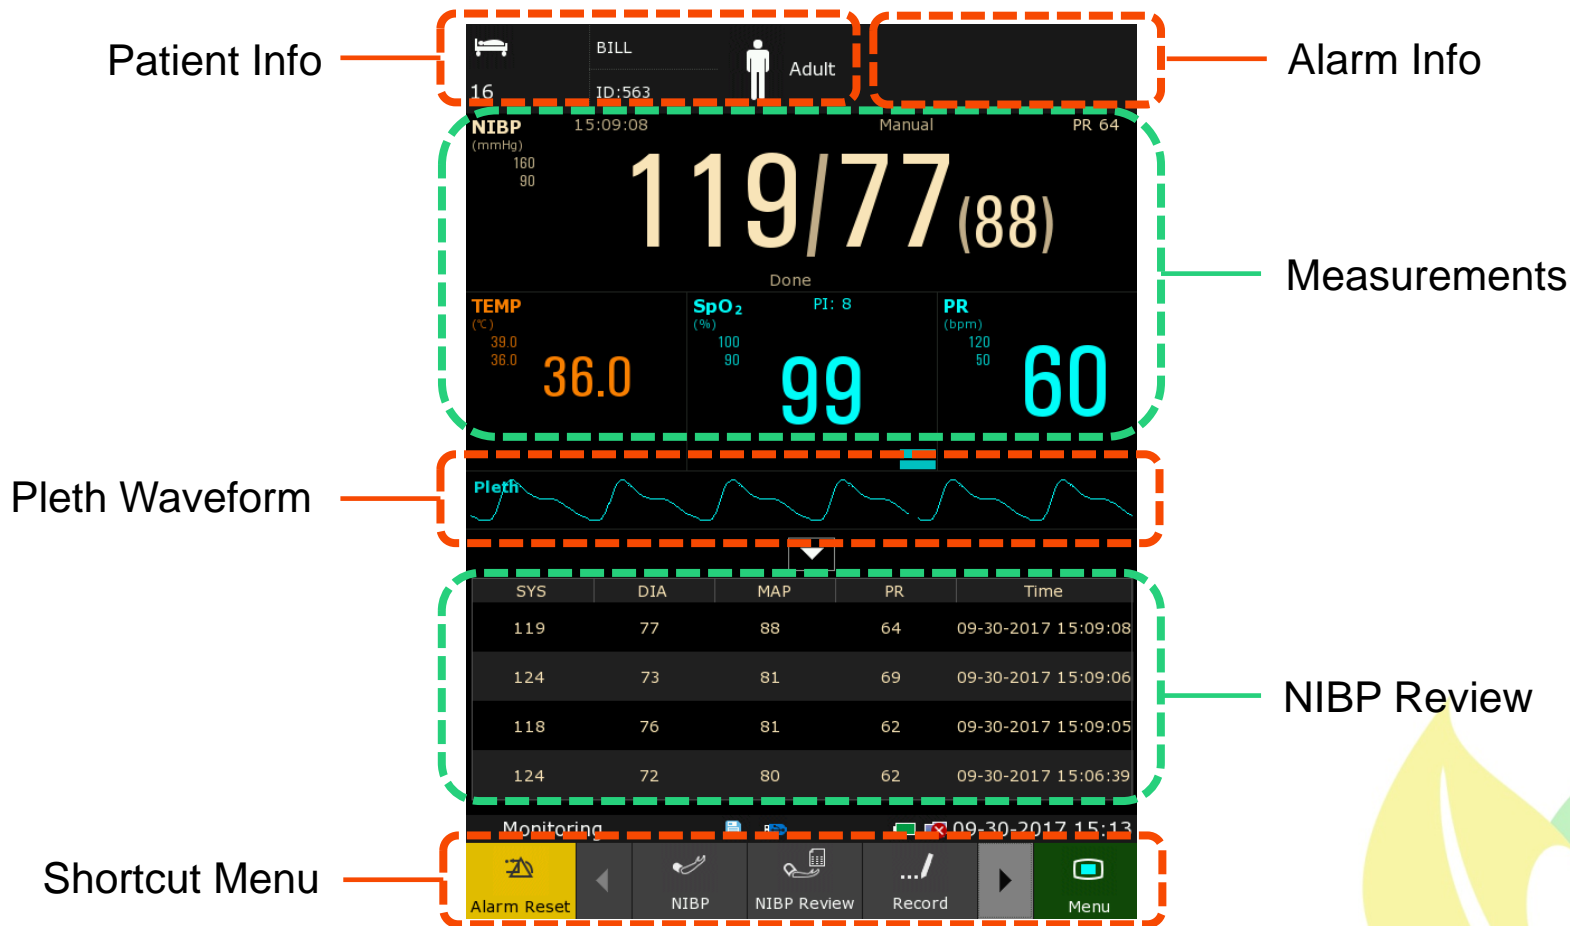 Patient Info
Alarm Info
BILL
Adult
16
ID:563
NIBP
15:09:08
Manual
PR 64
(mmHg)
160
90
119/77(88)
Done
Measurements
TEMP
(℃)
39.0
36.0
36.0
SpO₂
PI: 8
(%)
100
90
99
PR
(bpm)
120
50
60
Pleth Waveform
Pleth
SYS DIA MAP PR Time
119 77 88 64 09-30-2017 15:09:08
124 73 81 69 09-30-2017 15:09:06
118 76 81 62 09-30-2017 15:09:05
124 72 80 62 09-30-2017 15:06:39
NIBP Review
Monitoring
09-30-2017 15:13
Shortcut Menu
Alarm Reset
NIBP
NIBP Review
Record
Menu